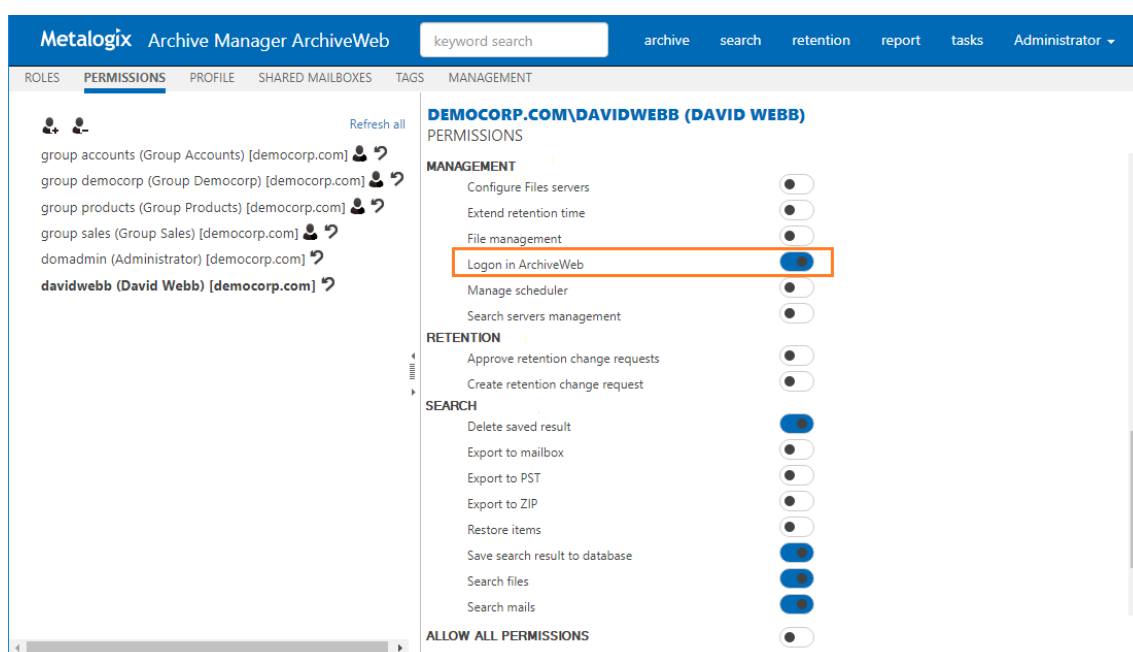 Metalogix Archive Manager ArchiveWeb keyword search archive search retention report tasks Administrator
ROLES PERMISSIONS PROFILE SHARED MAILBOXES TAGS MANAGEMENT
Refresh all
group accounts (Group Accounts) [democorp.com]
group democorp (Group Democorp) [democorp.com]
group products (Group Products) [democorp.com]
group sales (Group Sales) [democorp.com]
domadmin (Administrator) [democorp.com]
davidwebb (David Webb) [democorp.com]
DEMOCORP.COM\DAVIDWEBB (DAVID WEBB)
PERMISSIONS
MANAGEMENT
Configure Files servers
Extend retention time
File management
Logon in ArchiveWeb
Manage scheduler
Search servers management
RETENTION
Approve retention change requests
Create retention change request
SEARCH
Delete saved result
Export to mailbox
Export to PST
Export to ZIP
Restore items
Save search result to database
Search files
Search mails
ALLOW ALL PERMISSIONS